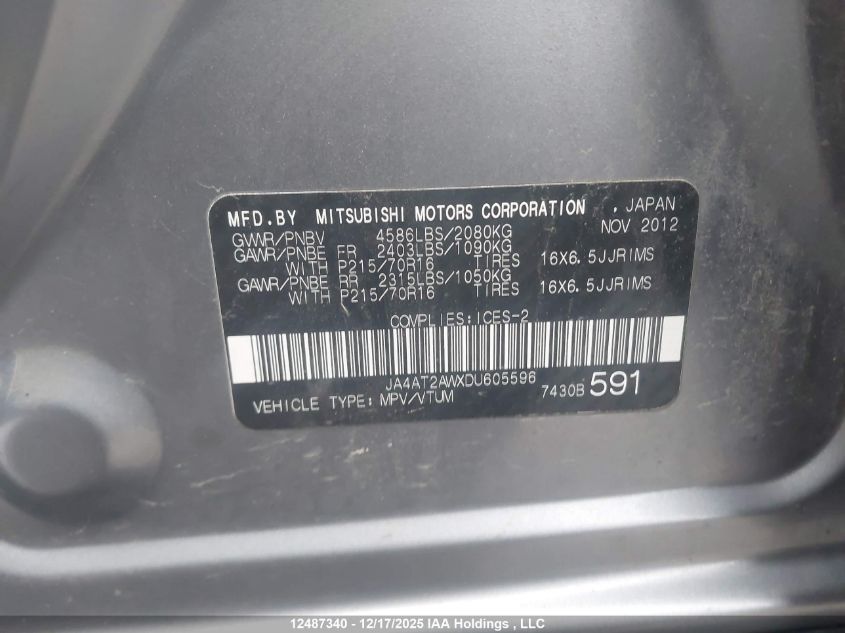 MFD.BY MITSUBISHI MOTORS CORPORATION , JAPAN
GVWR/PNBV 4586LBS/2080KG NOV 2012
GAWR/PNBE FR 2403LBS/1090KG
WITH P215/70R16 TIRES 16X6.5JJRIMS
GAWR/PNBE RR 2315LBS/1050KG
WITH P215/70R16 TIRES 16X6.5JJRIMS
COMPLIES:ICES-2
JA4AT2AWXDU605596
VEHICLE TYPE: MPV/VTUM 7430B 591
12487340 - 12/17/2025 IAA Holdings , LLC/